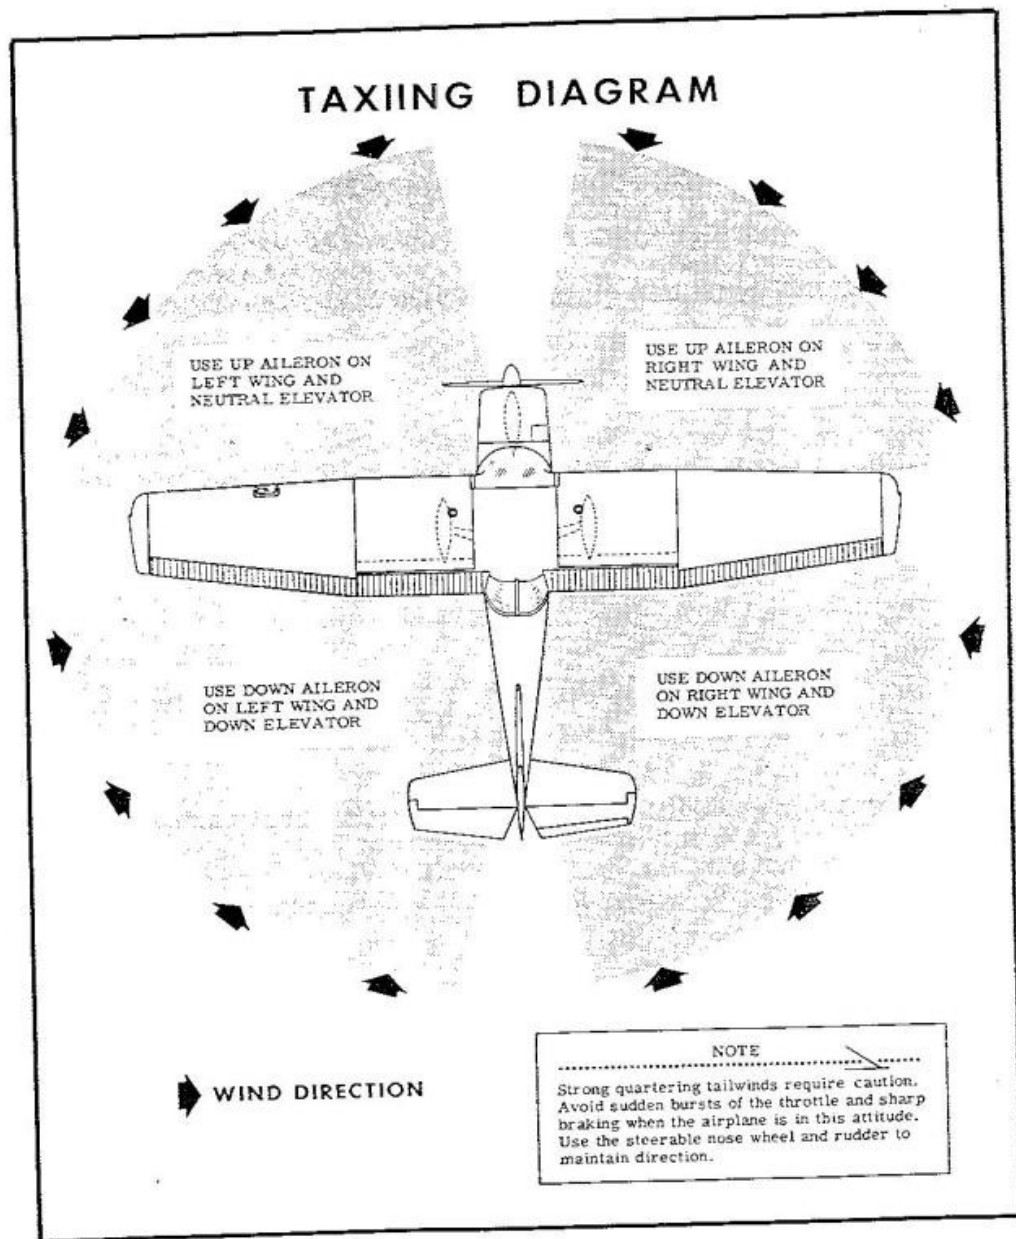 TAXIING DIAGRAM
USE UP AILERON ON
LEFT WING AND
NEUTRAL ELEVATOR
USE UP AILERON ON
RIGHT WING AND
NEUTRAL ELEVATOR
USE DOWN AILERON
ON LEFT WING AND
DOWN ELEVATOR
USE DOWN AILERON
ON RIGHT WING AND
DOWN ELEVATOR
WIND DIRECTION
NOTE
Strong quartering tailwinds require caution.
Avoid sudden bursts of the throttle and sharp
braking when the airplane is in this attitude.
Use the steerable nose wheel and rudder to
maintain direction.